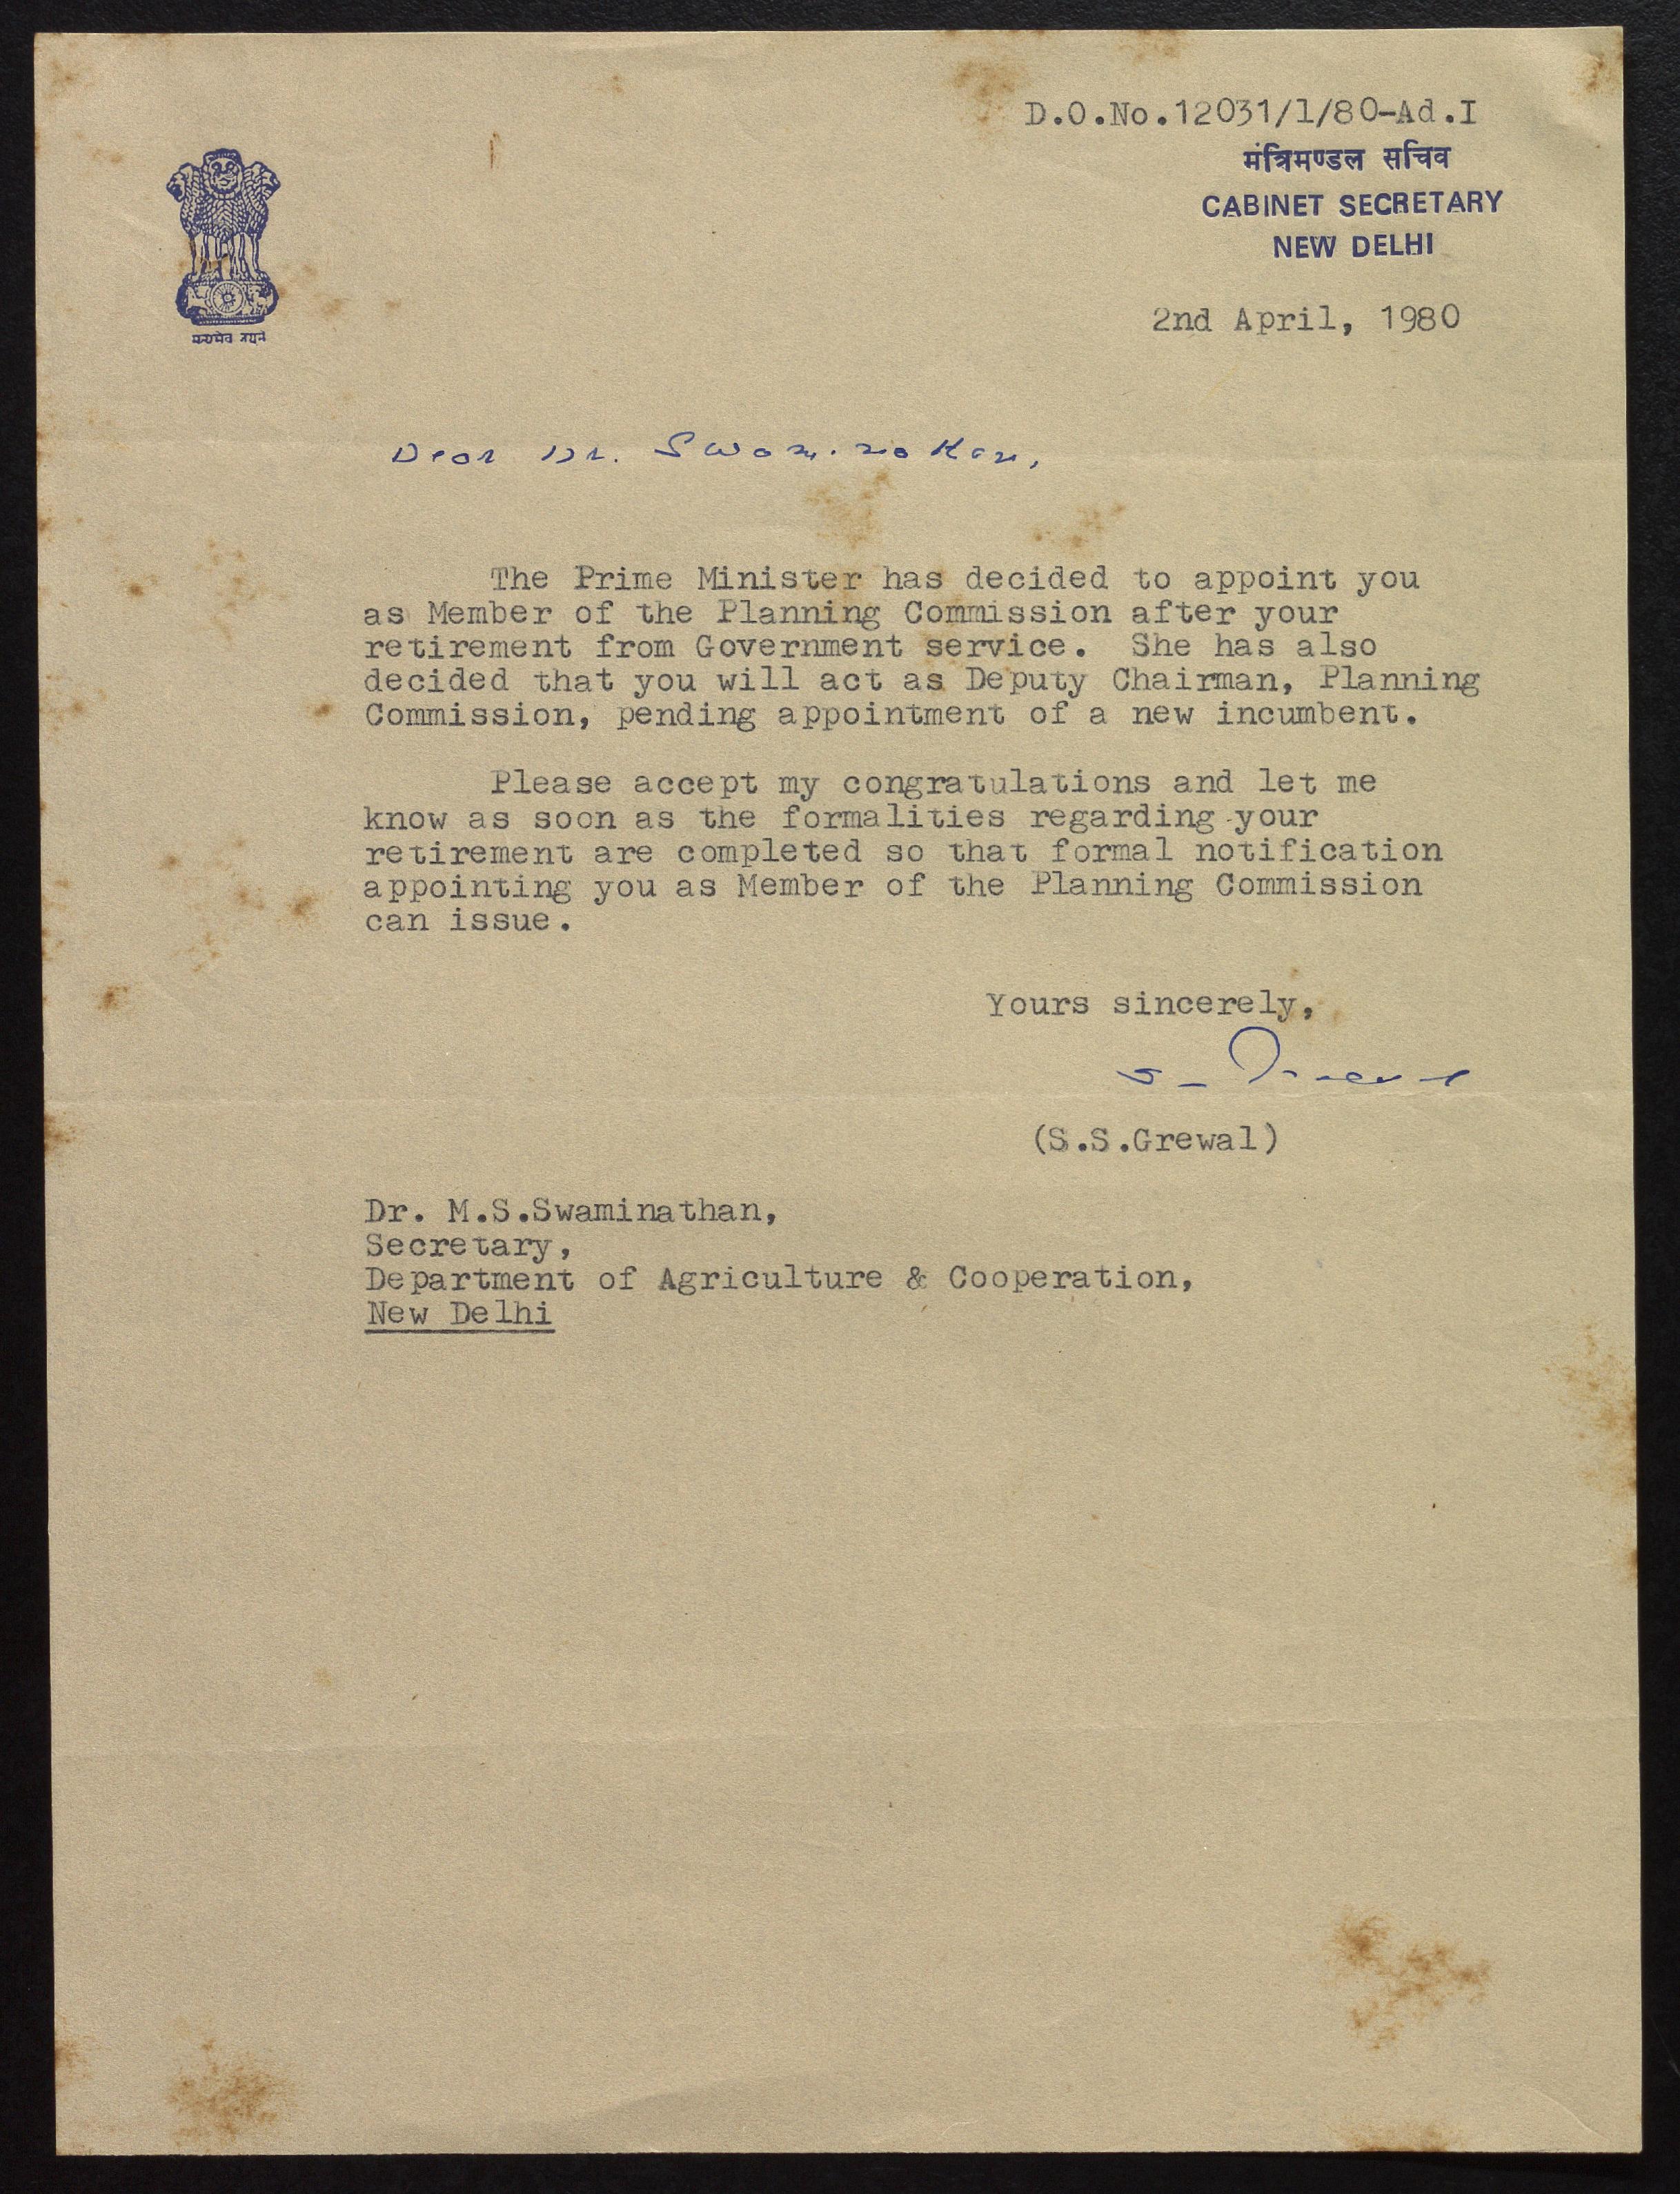 D.O.No.12031/1/80-Ad.I
मंत्रिमण्डल सचिव
CABINET SECRETARY
NEW DELHI
सत्यमेव जयते
2nd April, 1980
Dear Dr. Swaminathan,
The Prime Minister has decided to appoint you
as Member of the Planning Commission after your
retirement from Government service. She has also
decided that you will act as Deputy Chairman, Planning
Commission, pending appointment of a new incumbent.
Please accept my congratulations and let me
know as soon as the formalities regarding your
retirement are completed so that formal notification
appointing you as Member of the Planning Commission
can issue.
Yours sincerely,
(S.S.Grewal)
Dr. M.S.Swaminathan,
Secretary,
Department of Agriculture & Cooperation,
New Delhi